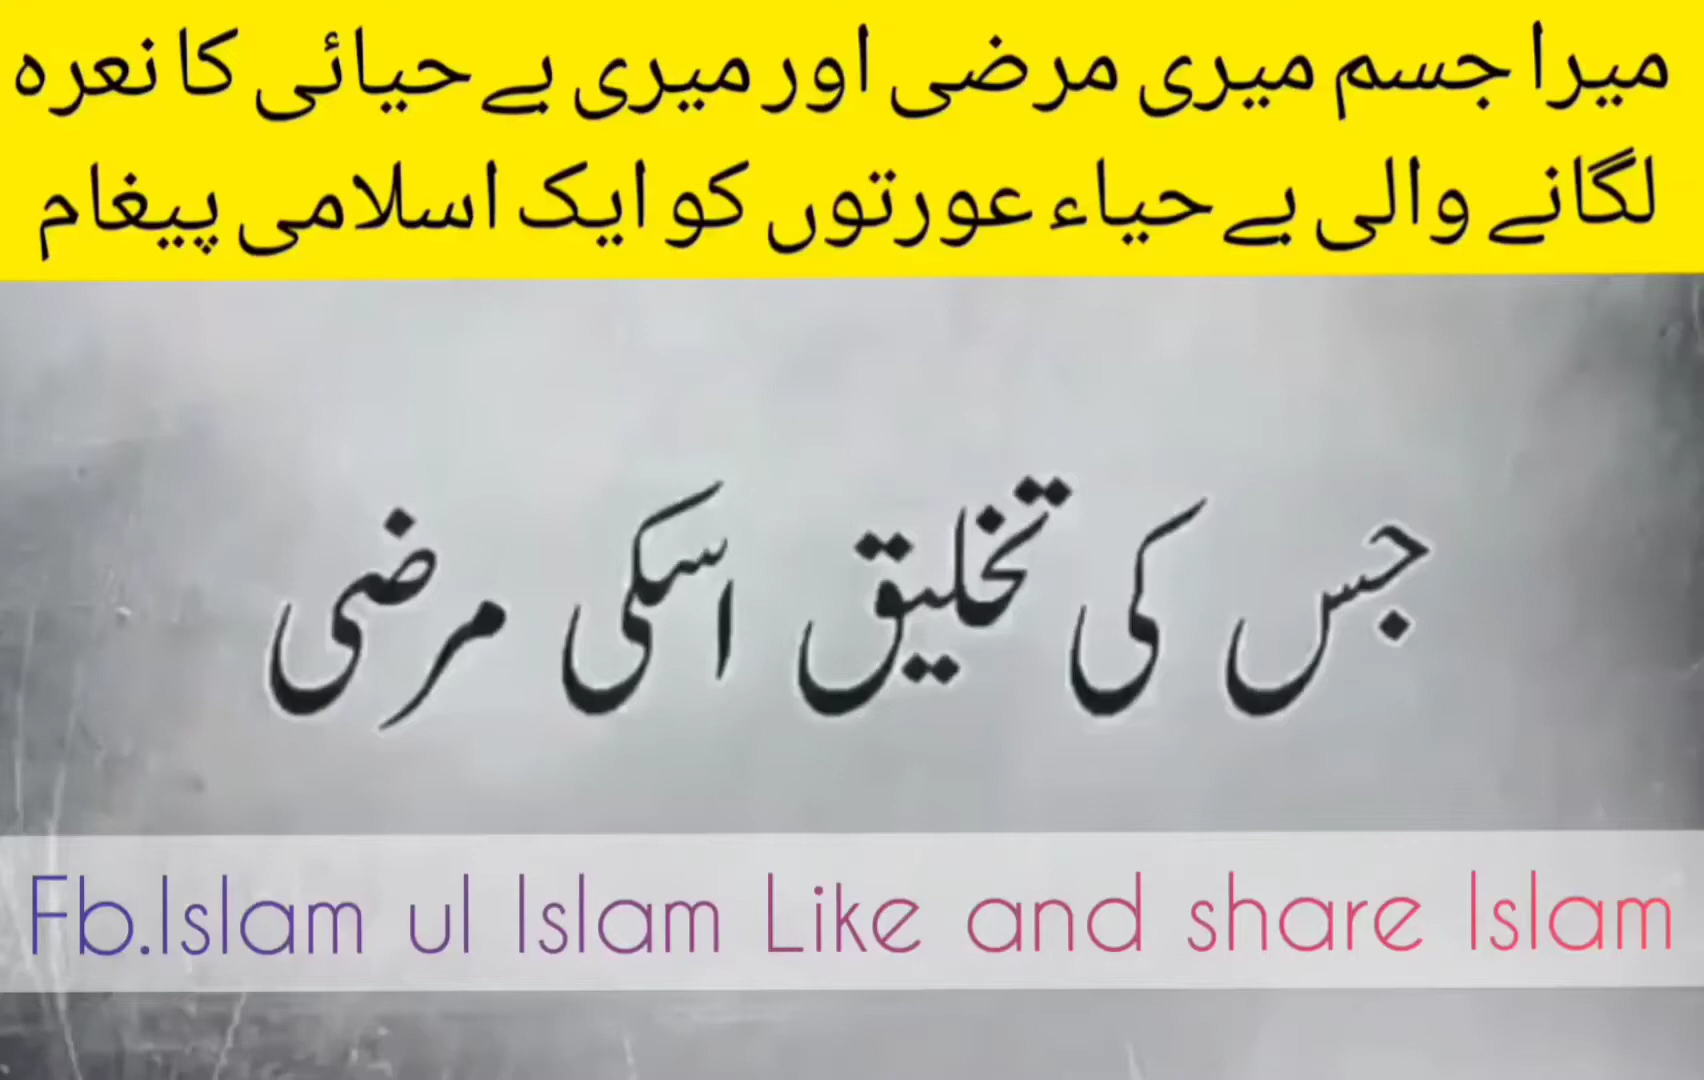 میرا جسم میری مرضی اور میری بے حیائی کا نعرہ
لگانے والی بے حیاء عورتوں کو ایک اسلامی پیغام
جس کی تخلیق اسکی مرضی
Fb.Islam ul Islam Like and share Islam